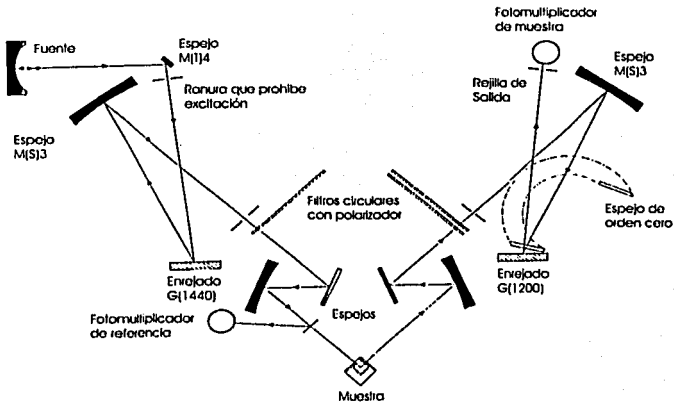 Fuente
Espejo
M(1)4
Ranura que prohibe
excitación
Espejo
M(S)3
Enrejado
G(1440)
Fotomultiplicador
de referencia
Filtros circulares
con polarizador
Espejos
Muestra
Fotomultiplicador
de muestra
Espejo
M(S)3
Rejilla de
Salida
Espejo de
orden cero
Enrejado
G(1200)